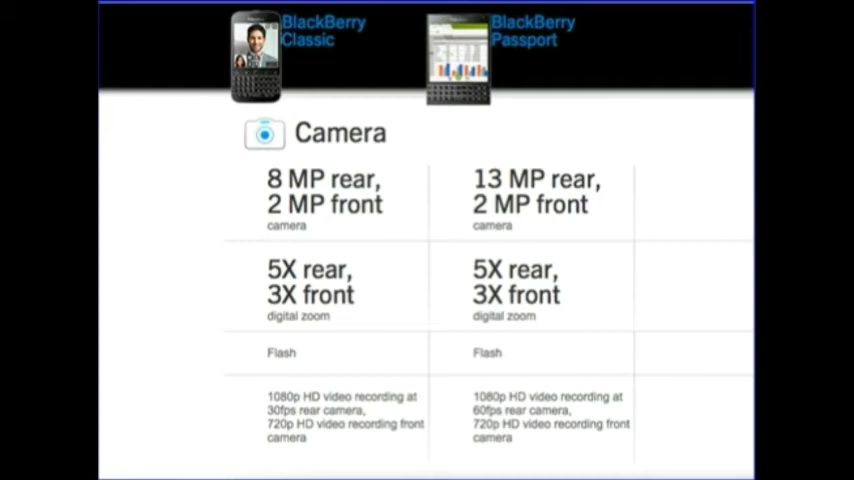 BlackBerry
Classic
BlackBerry
Passport
Camera
8 MP rear,
2 MP front
camera
13 MP rear,
2 MP front
camera
5X rear,
3X front
digital zoom
5X rear,
3X front
digital zoom
Flash
Flash
1080p HD video recording at
30fps rear camera,
720p HD video recording front
camera
1080p HD video recording at
60fps rear camera,
720p HD video recording front
camera